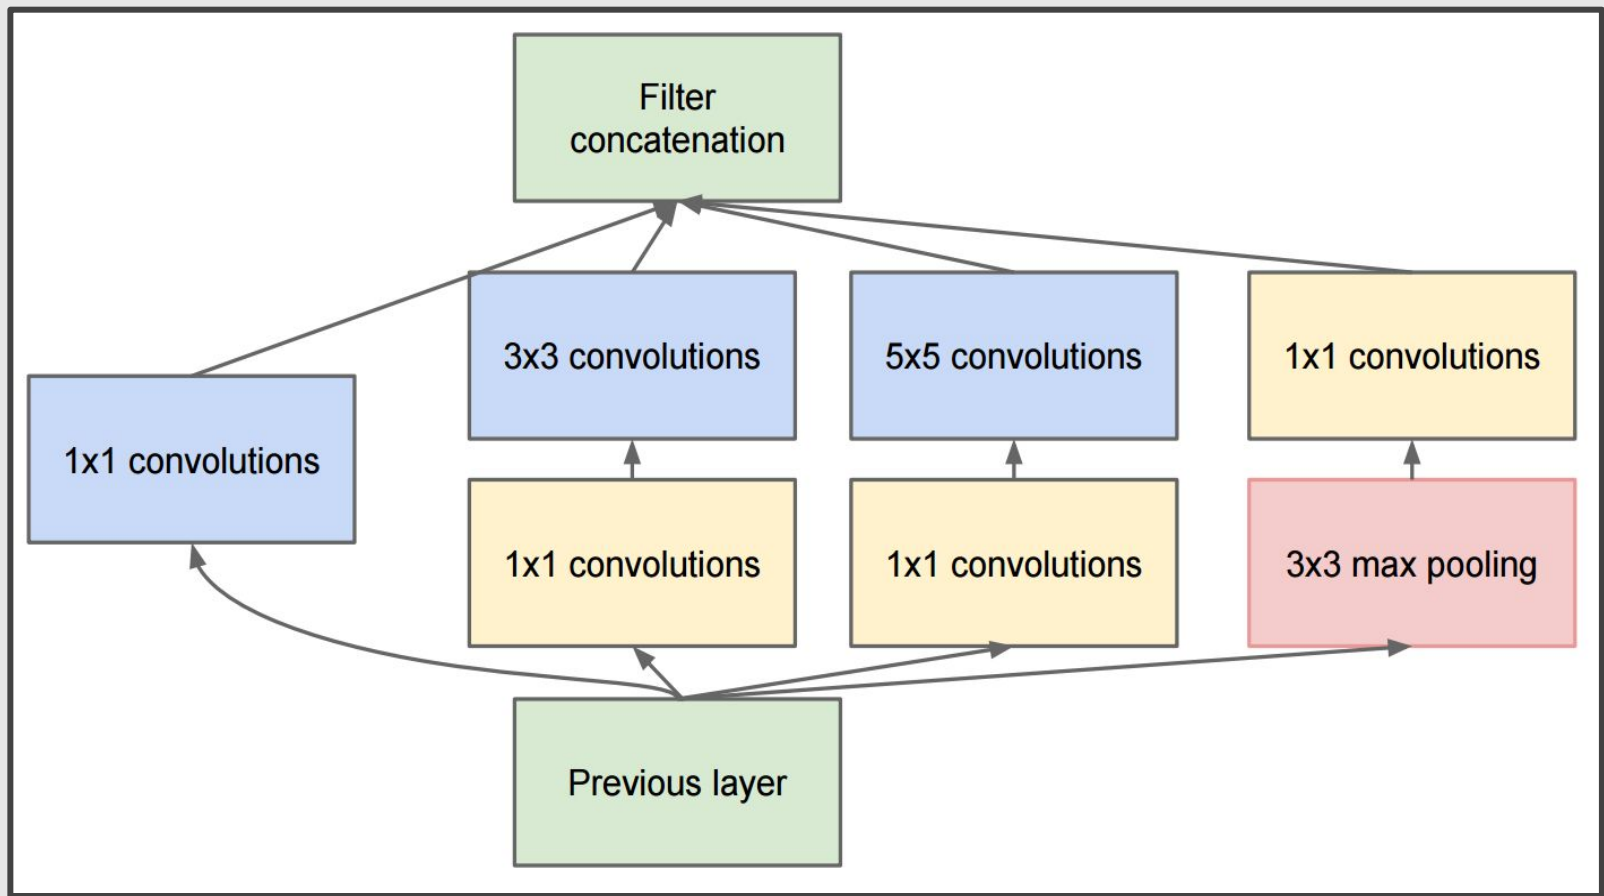 Filter
concatenation
3x3 convolutions
5x5 convolutions
1x1 convolutions
1x1 convolutions
1x1 convolutions
1x1 convolutions
3x3 max pooling
Previous layer